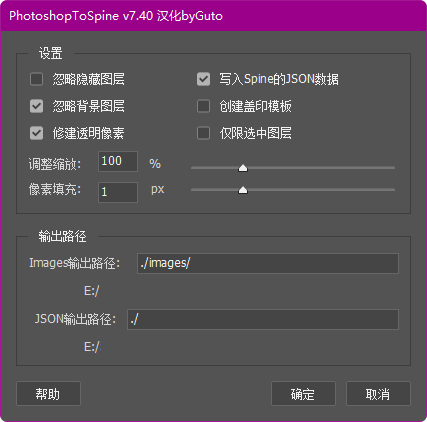 PhotoshopToSpine v7.40 汉化byGuto
设置
忽略隐藏图层 写入Spine的JSON数据
忽略背景图层 创建盖印模板
修建透明像素 仅限选中图层
调整缩放: 100 %
像素填充: 1 px
输出路径
Images输出路径: ./images/
E:/
JSON输出路径: ./
E:/
帮助 确定 取消